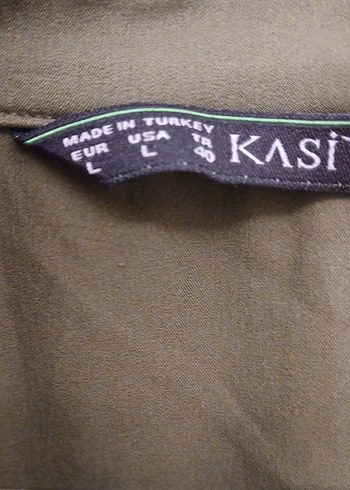 MADE IN TURKEY
EUR USA TR
L L 40
KASİ